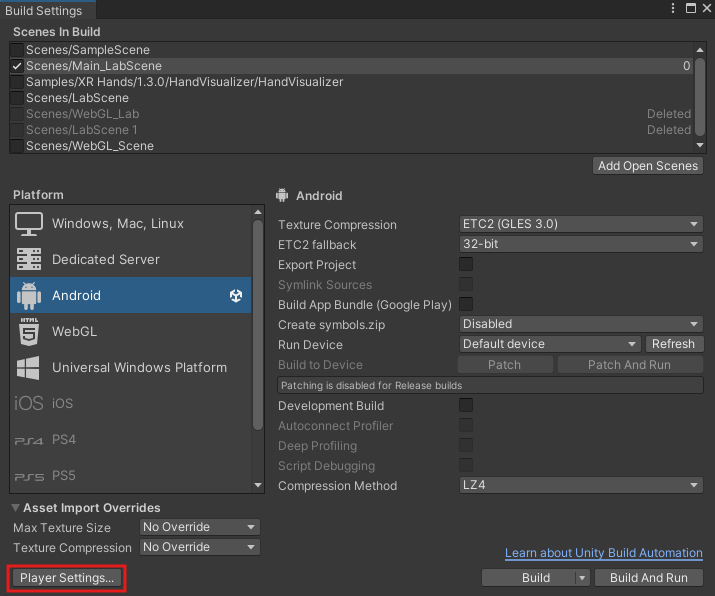 Build Settings
Scenes In Build
Scenes/SampleScene
Scenes/Main_LabScene 0
Samples/XR Hands/1.3.0/HandVisualizer/HandVisualizer
Scenes/LabScene
Scenes/WebGL_Lab Deleted
Scenes/LabScene 1 Deleted
Scenes/WebGL_Scene
Add Open Scenes
Platform
Windows, Mac, Linux
Dedicated Server
Android
HTML
5
WebGL
Universal Windows Platform
iOS iOS
PS4 PS4
PS5 PS5
Android
Texture Compression ETC2 (GLES 3.0)
ETC2 fallback 32-bit
Export Project
Symlink Sources
Build App Bundle (Google Play)
Create symbols.zip Disabled
Run Device Default device Refresh
Build to Device Patch Patch And Run
Patching is disabled for Release builds
Development Build
Autoconnect Profiler
Deep Profiling
Script Debugging
Compression Method LZ4
Asset Import Overrides
Max Texture Size No Override
Texture Compression No Override
Learn about Unity Build Automation
Player Settings... Build Build And Run